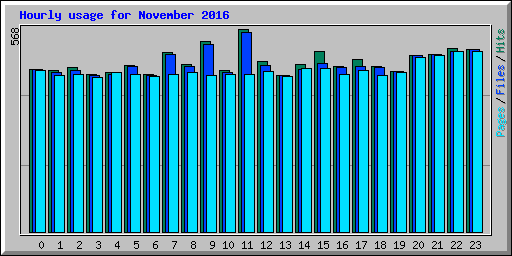 Hourly usage for November 2016
568
Pages/Files/Hits
0 1 2 3 4 5 6 7 8 9 10 11 12 13 14 15 16 17 18 19 20 21 22 23